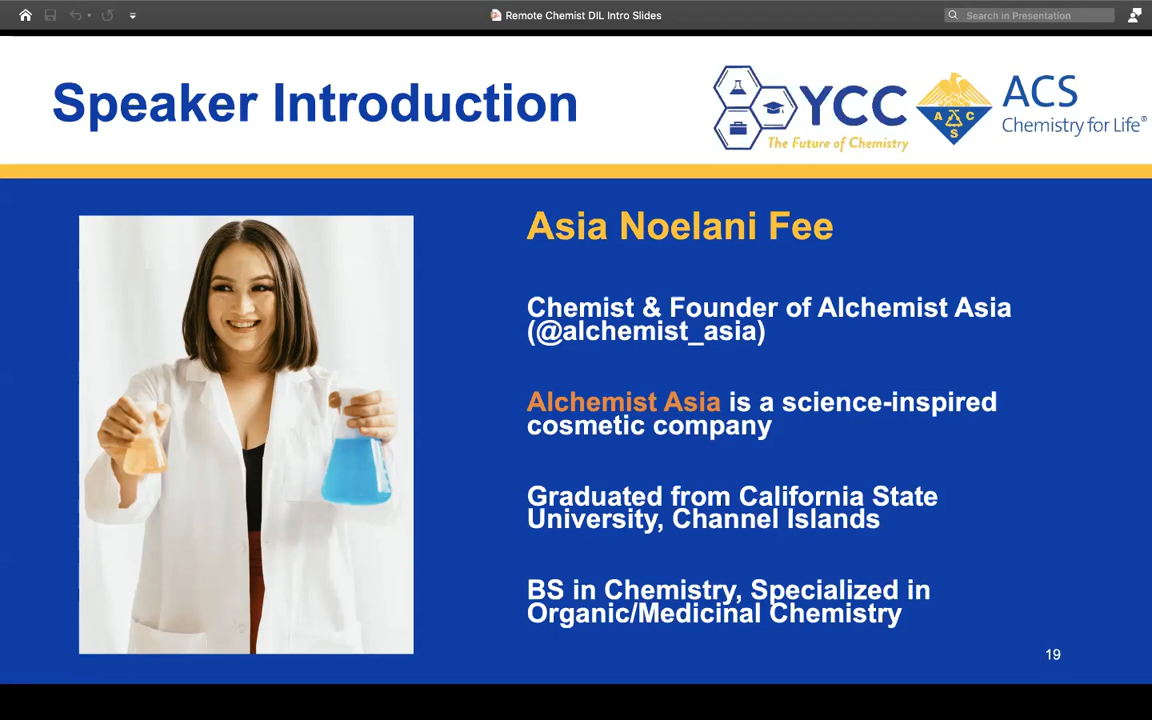 Remote Chemist DIL Intro Slides
Search in Presentation
Speaker Introduction
YCC
The Future of Chemistry
A C S
ACS
Chemistry for Life®
Asia Noelani Fee
Chemist & Founder of Alchemist Asia
(@alchemist_asia)
Alchemist Asia is a science-inspired
cosmetic company
Graduated from California State
University, Channel Islands
BS in Chemistry, Specialized in
Organic/Medicinal Chemistry
19